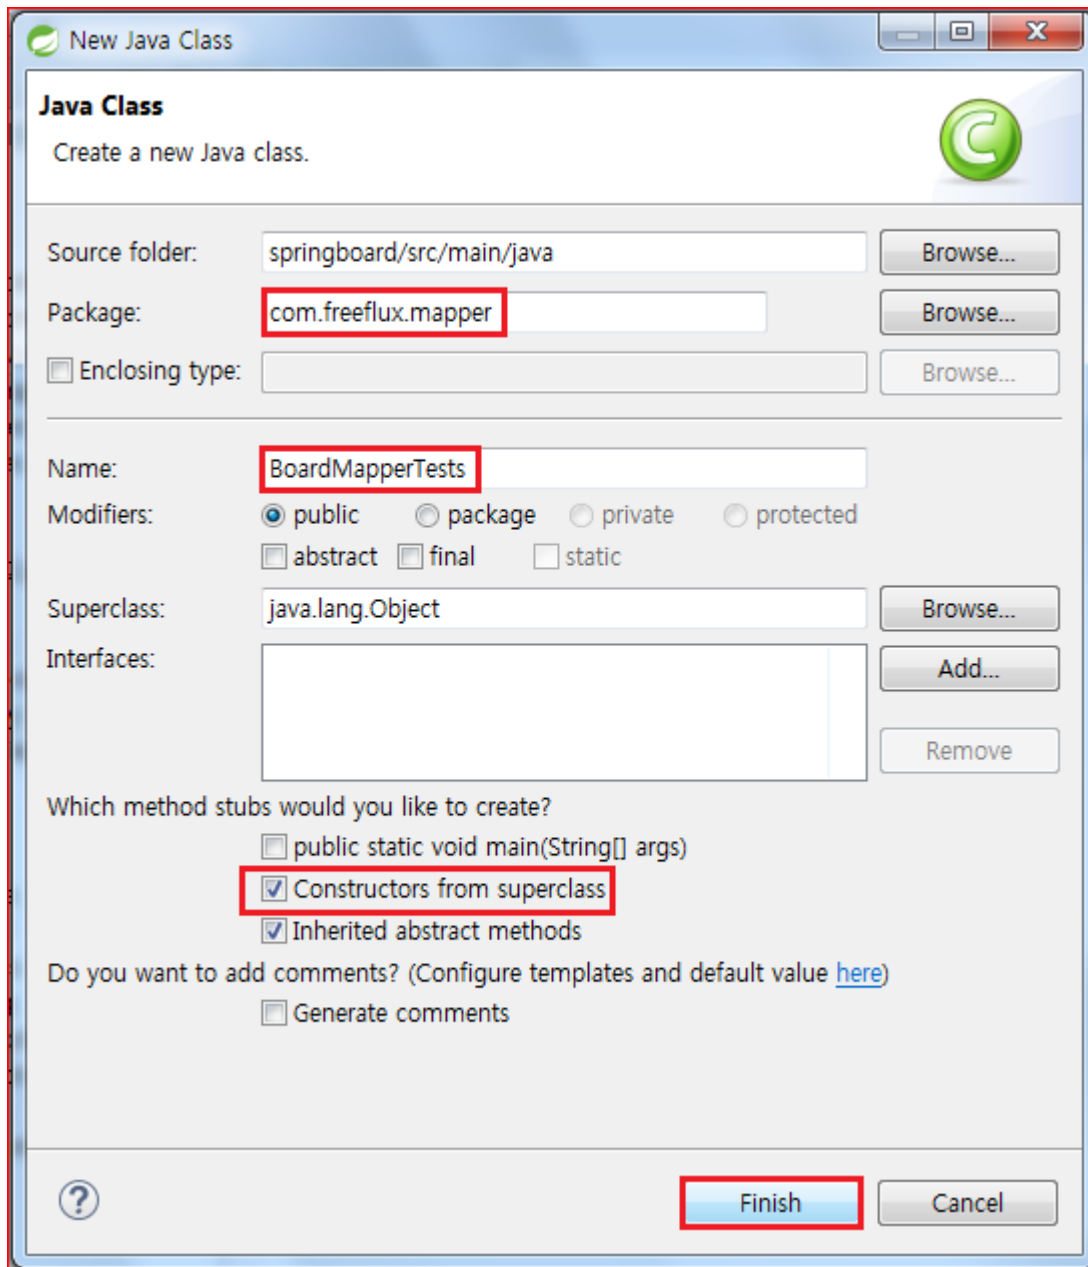 New Java Class
Java Class
Create a new Java class.
Source folder: springboard/src/main/java Browse...
Package: com.freeflux.mapper Browse...
Enclosing type: Browse...
Name: BoardMapperTests
Modifiers: public package private protected
abstract final static
Superclass: java.lang.Object Browse...
Interfaces: Add...
Remove
Which method stubs would you like to create?
public static void main(String[] args)
Constructors from superclass
Inherited abstract methods
Do you want to add comments? (Configure templates and default value here)
Generate comments
? Finish Cancel